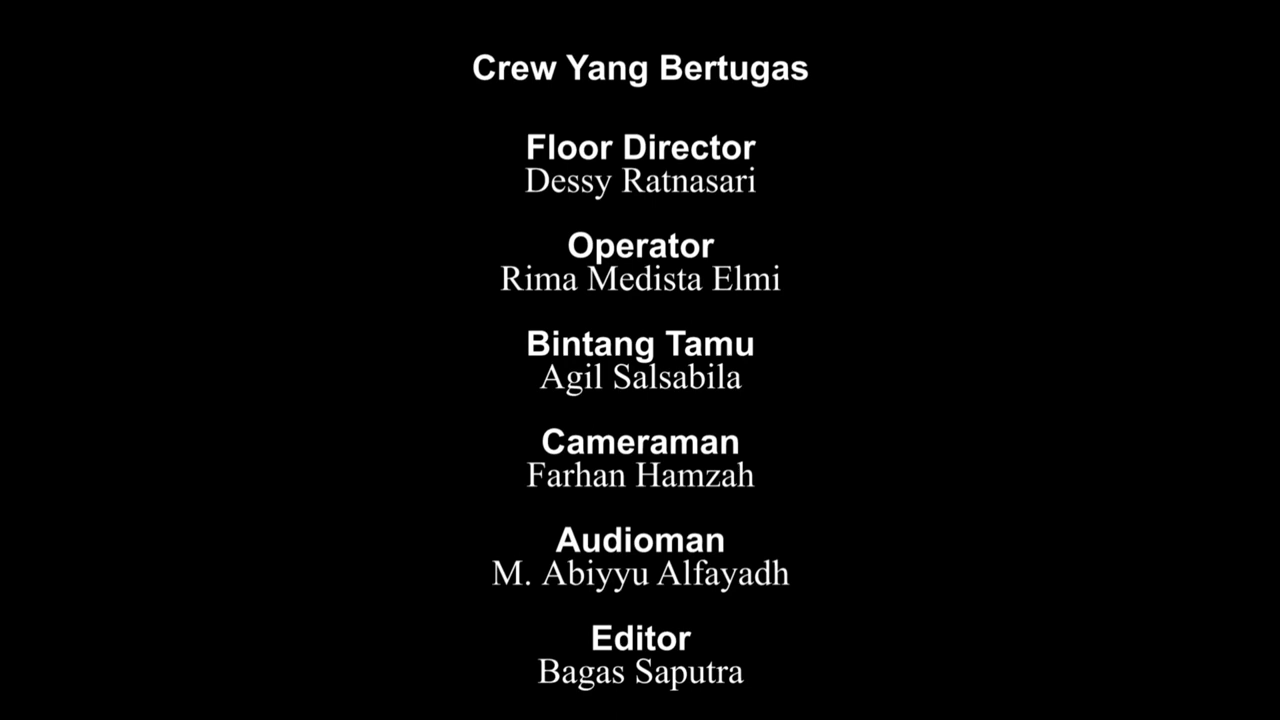 Crew Yang Bertugas
Floor Director
Dessy Ratnasari
Operator
Rima Medista Elmi
Bintang Tamu
Agil Salsabila
Cameraman
Farhan Hamzah
Audioman
M. Abiyyu Alfayadh
Editor
Bagas Saputra